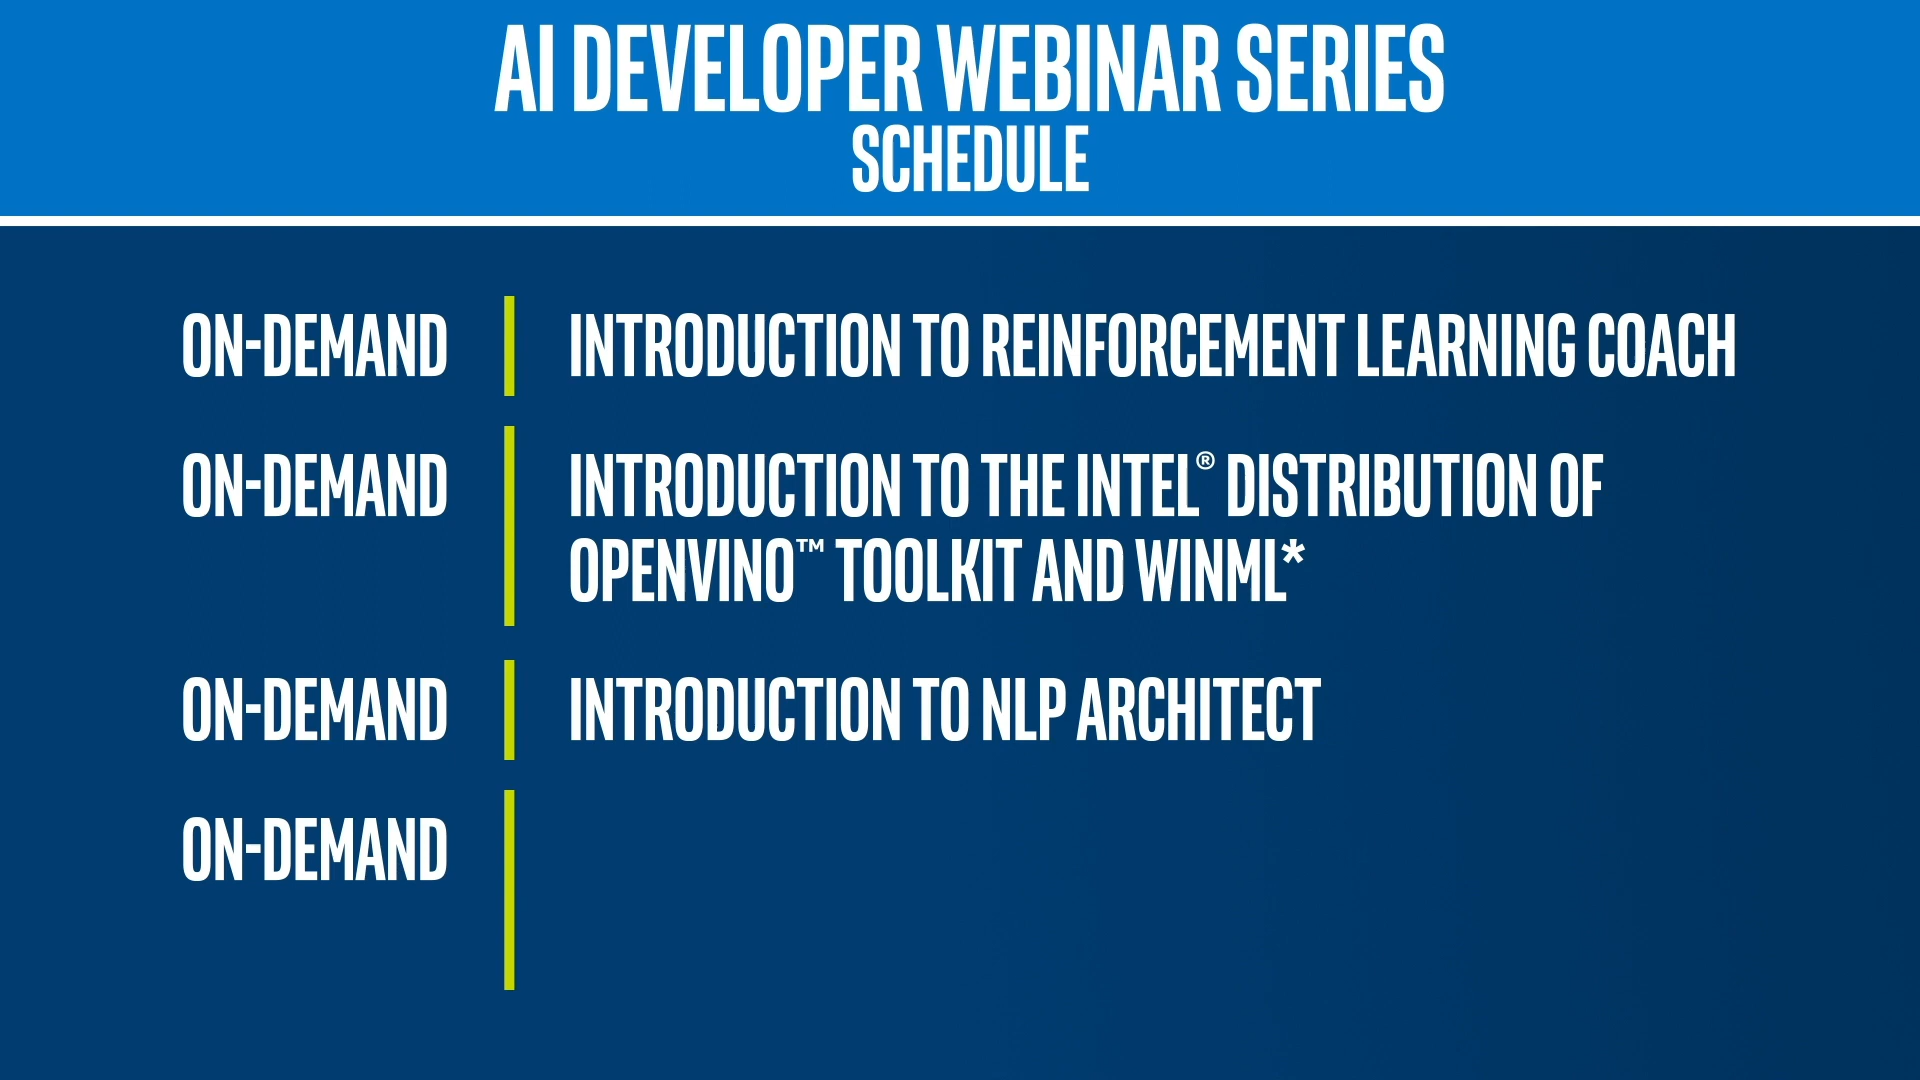 AI DEVELOPER WEBINAR SERIES
SCHEDULE
ON-DEMAND INTRODUCTION TO REINFORCEMENT LEARNING COACH
ON-DEMAND INTRODUCTION TO THE INTEL® DISTRIBUTION OF
OPENVINO™ TOOLKIT AND WINML*
ON-DEMAND INTRODUCTION TO NLP ARCHITECT
ON-DEMAND